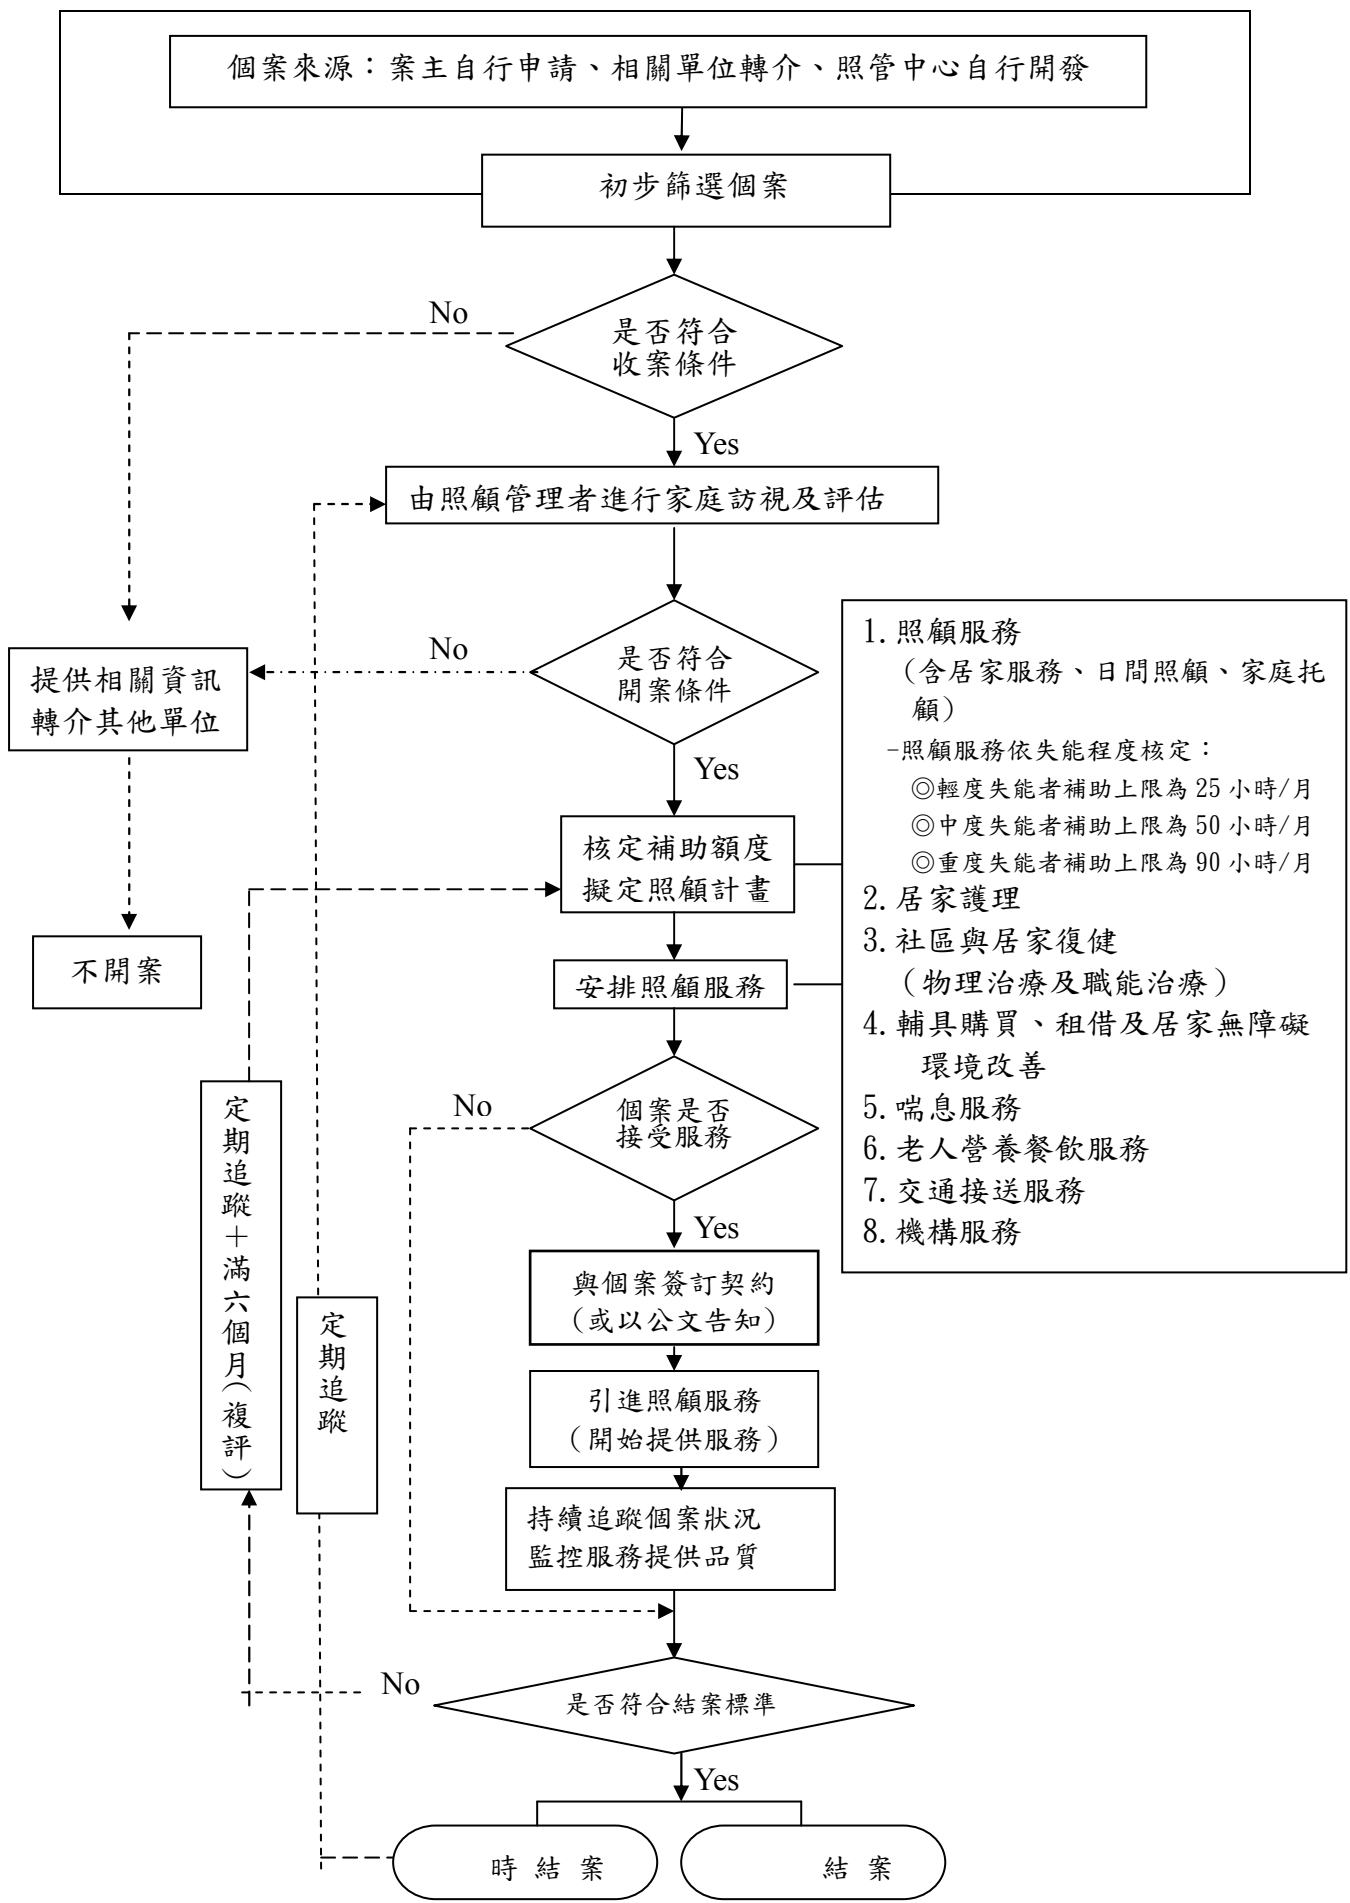 個案來源：案主自行申請、相關單位轉介、照管中心自行開發
初步篩選個案
No
是否符合
收案條件
Yes
由照顧管理者進行家庭訪視及評估
No
是否符合
開案條件
提供相關資訊
轉介其他單位
Yes
不開案
核定補助額度
擬定照顧計畫
安排照顧服務
1.照顧服務
（含居家服務、日間照顧、家庭托
顧）
-照顧服務依失能程度核定：
◎輕度失能者補助上限為 25 小時/月
◎中度失能者補助上限為 50 小時/月
◎重度失能者補助上限為 90 小時/月
2.居家護理
3.社區與居家復健
（物理治療及職能治療）
4.輔具購買、租借及居家無障礙
環境改善
5.喘息服務
6.老人營養餐飲服務
7.交通接送服務
8.機構服務
No
個案是否
接受服務
Yes
定期追蹤＋滿六個月（複評）
定期追蹤
與個案簽訂契約
（或以公文告知）
引進照顧服務
（開始提供服務）
持續追蹤個案狀況
監控服務提供品質
No
是否符合結案標準
Yes
時 結 案
結 案